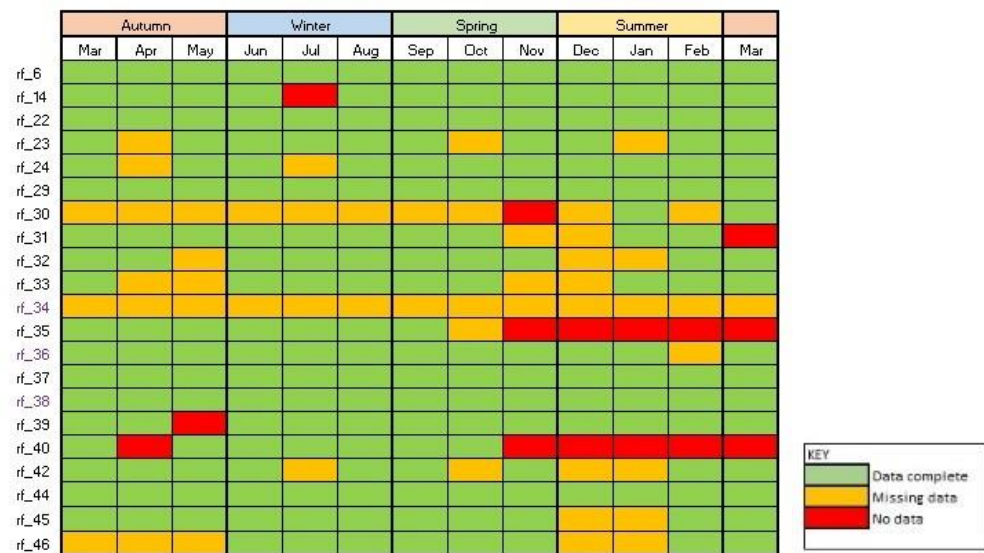 Autumn Winter Spring Summer
Mar Apr May Jun Jul Aug Sep Oct Nov Dec Jan Feb Mar
rf_6
rf_14
rf_22
rf_23
rf_24
rf_29
rf_30
rf_31
rf_32
rf_33
rf_34
rf_35
rf_36
rf_37
rf_38
rf_39
rf_40
rf_42
rf_44
rf_45
rf_46
KEY
Data complete
Missing data
No data